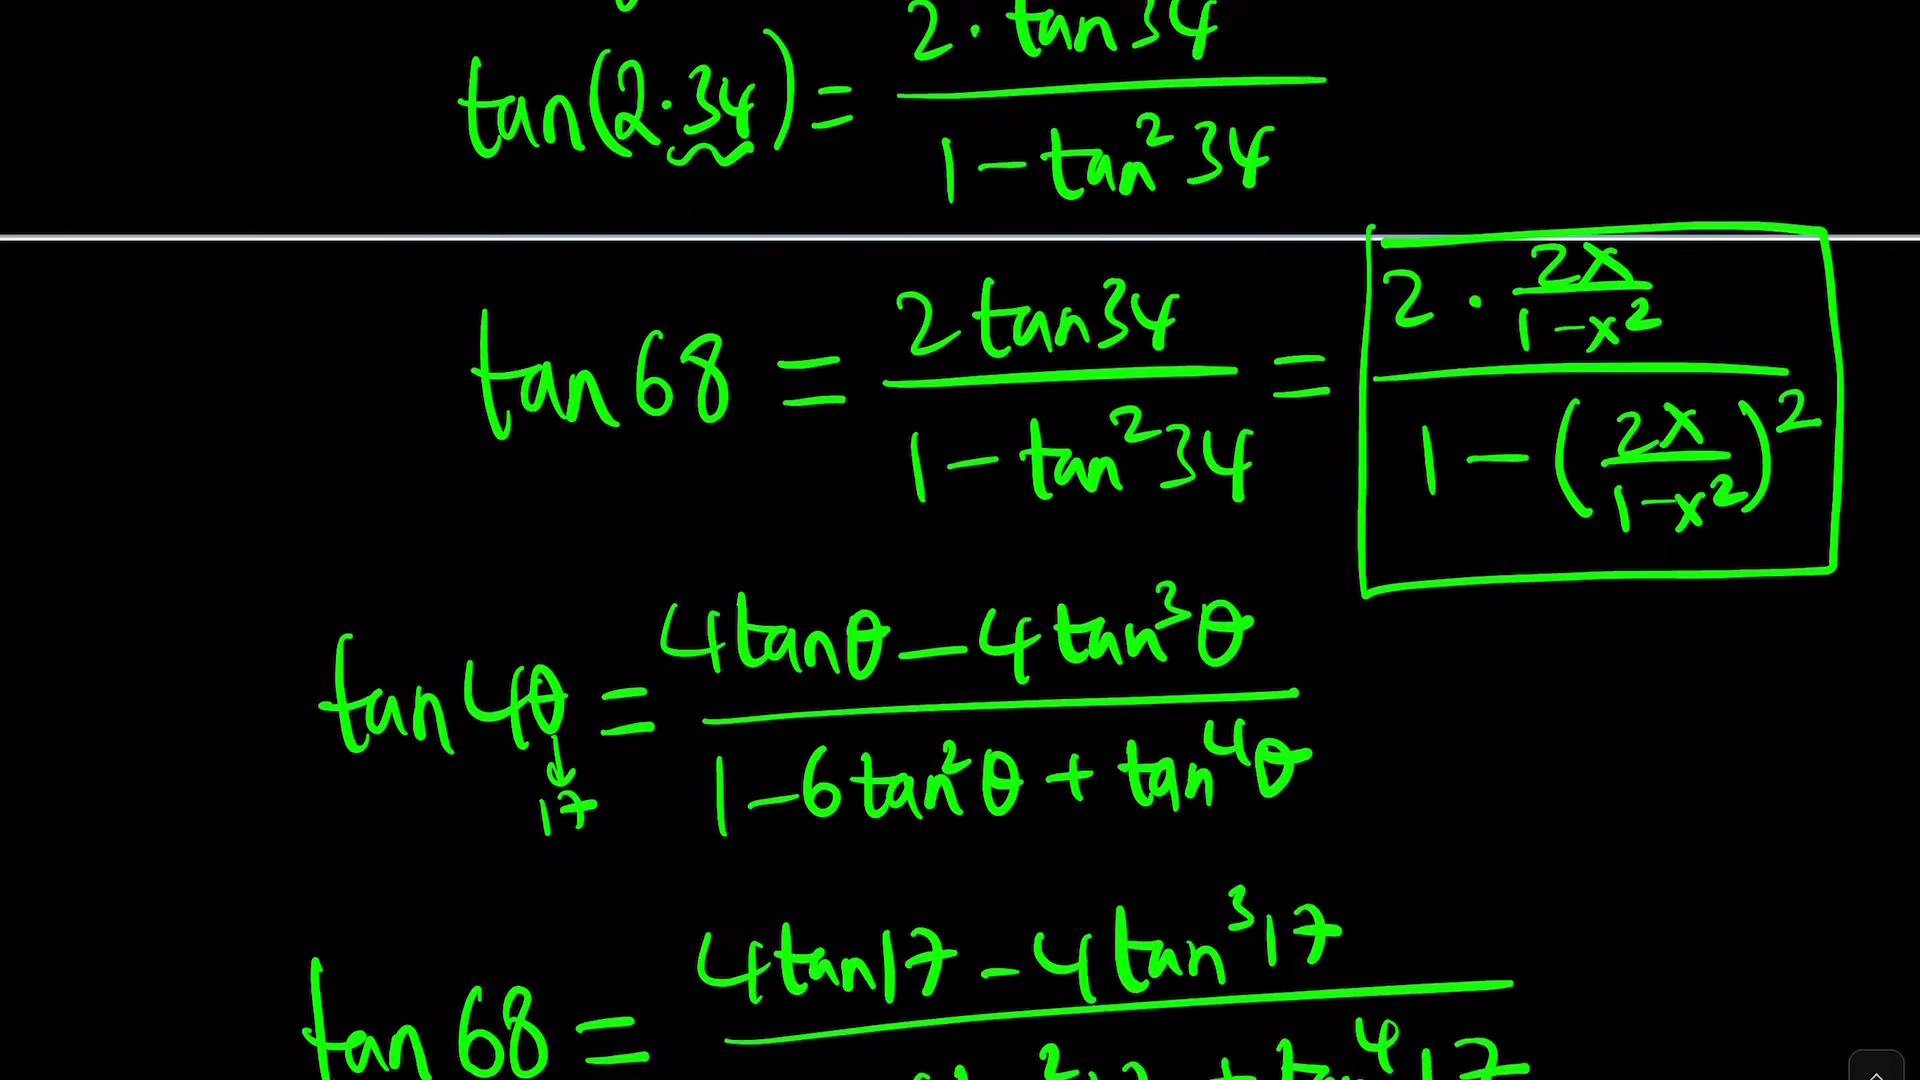 tan(2·34) = (2·tan34)/(1-tan²34)
tan68 = (2tan34)/(1-tan²34) = (2·(2x)/(1-x²))/(1-((2x)/(1-x²))²)
tan4θ = (4tanθ-4tan³θ)/(1-6tan²θ+tan⁴θ)
17
tan68 = (4tan17-4tan³17)/
+ tan⁴17